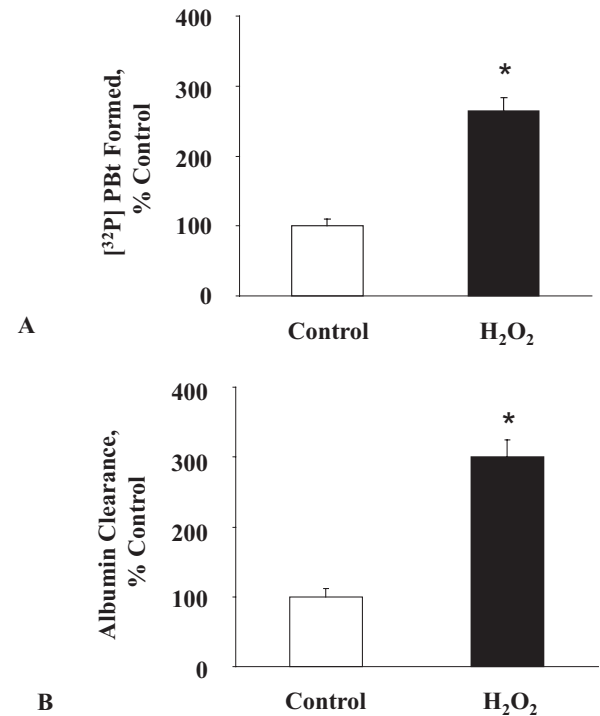 400
300
200
100
0
[³²P] PBt Formed,
% Control
*
Control
H₂O₂
A
400
300
200
100
0
Albumin Clearance,
% Control
*
Control
H₂O₂
B